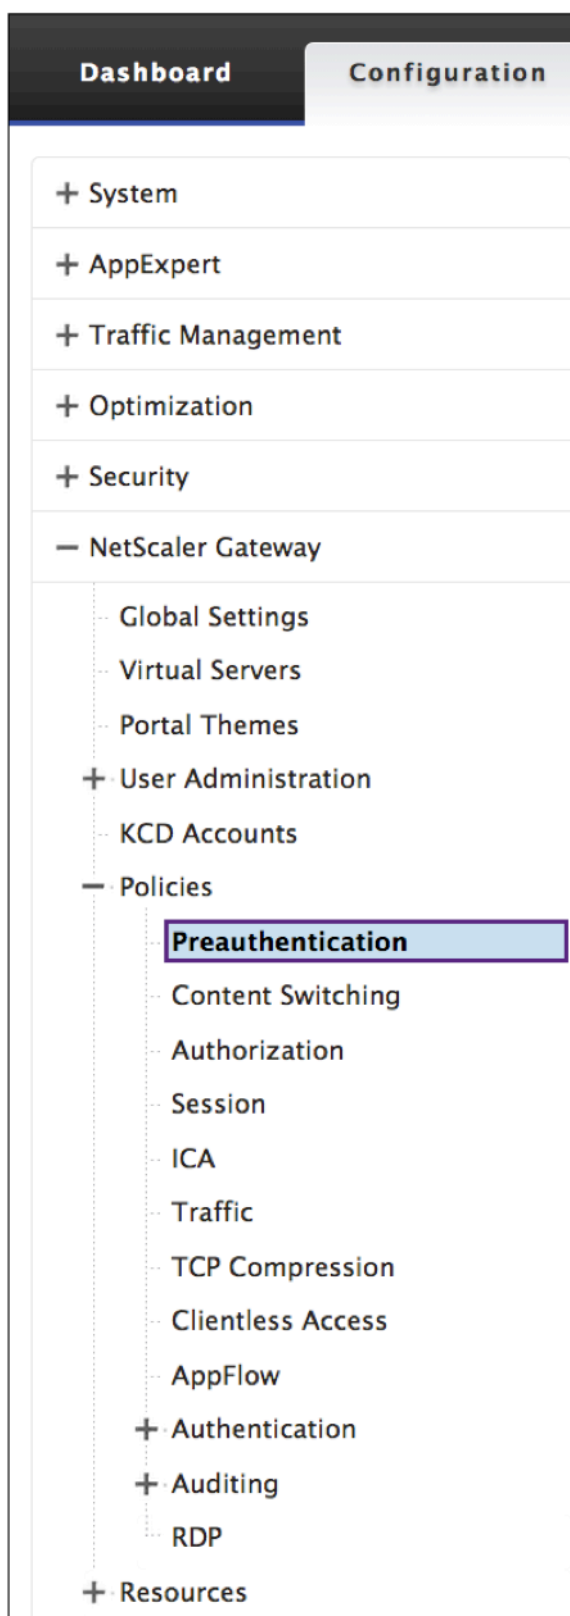 Dashboard Configuration
System
AppExpert
Traffic Management
Optimization
Security
NetScaler Gateway
Global Settings
Virtual Servers
Portal Themes
User Administration
KCD Accounts
Policies
Preauthentication
Content Switching
Authorization
Session
ICA
Traffic
TCP Compression
Clientless Access
AppFlow
Authentication
Auditing
RDP
Resources